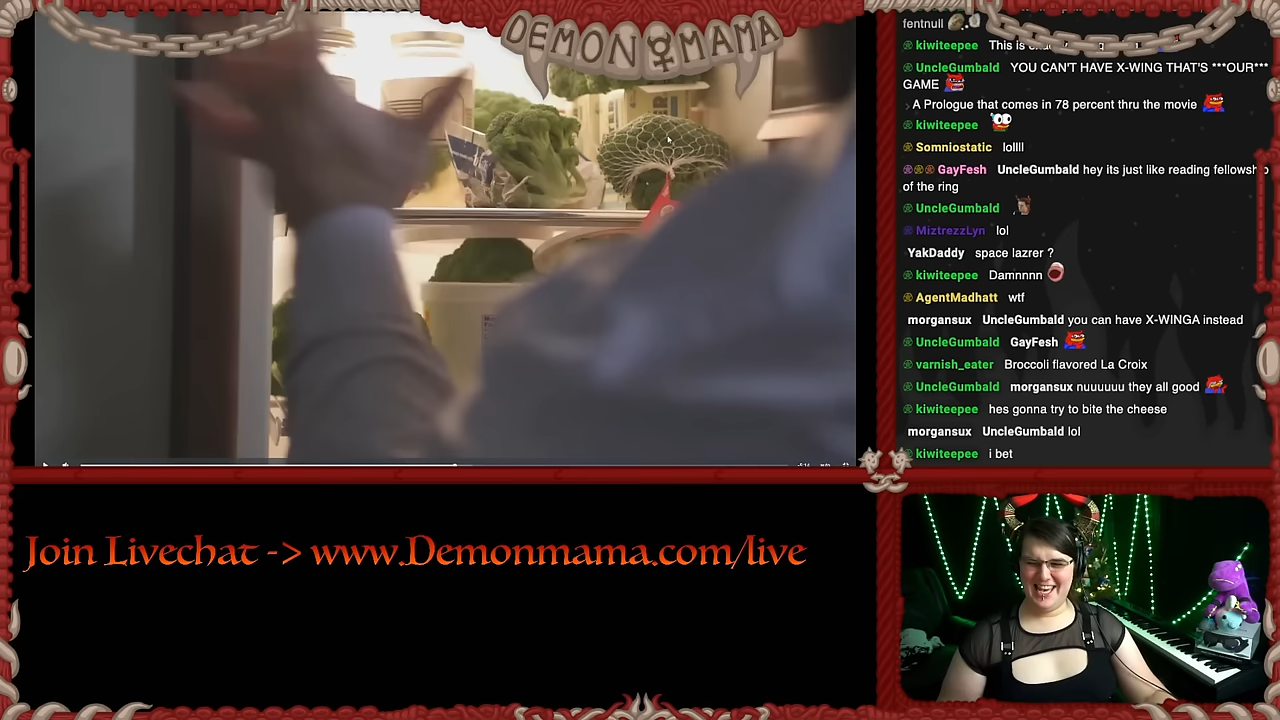 DEMON MAMA
fentnull
kiwiteepee This is
UncleGumbald YOU CAN'T HAVE X-WING THAT'S ***OUR***
GAME
A Prologue that comes in 78 percent thru the movie
kiwiteepee
Somniostatic lollll
GayFesh UncleGumbald hey its just like reading fellowship
of the ring
UncleGumbald
MiztrezzLyn lol
YakDaddy space lazrer ?
kiwiteepee Damnnnn
AgentMadhatt wtf
morgansux UncleGumbald you can have X-WINGA instead
UncleGumbald GayFesh
varnish_eater Broccoli flavored La Croix
UncleGumbald morgansux nuuuuuu they all good
kiwiteepee hes gonna try to bite the cheese
morgansux UncleGumbald lol
kiwiteepee i bet
Join Livechat -> www.Demonmama.com/live